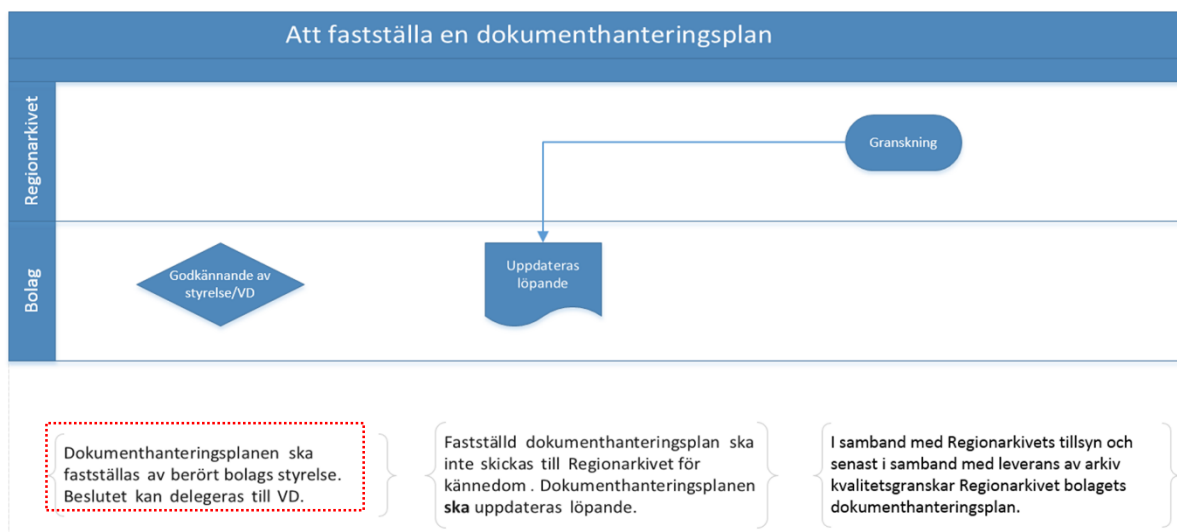 Att fastställa en dokumenthanteringsplan
Regionarkivet
Granskning
Bolag
Godkännande av
styrelse/VD
Uppdateras
löpande
Dokumenthanteringsplanen ska
fastställas av berört bolags styrelse.
Beslutet kan delegeras till VD.
Fastställd dokumenthanteringsplan ska
inte skickas till Regionarkivet för
kännedom . Dokumenthanteringsplanen
ska uppdateras löpande.
I samband med Regionarkivets tillsyn och
senast i samband med leverans av arkiv
kvalitetsgranskar Regionarkivet bolagets
dokumenthanteringsplan.